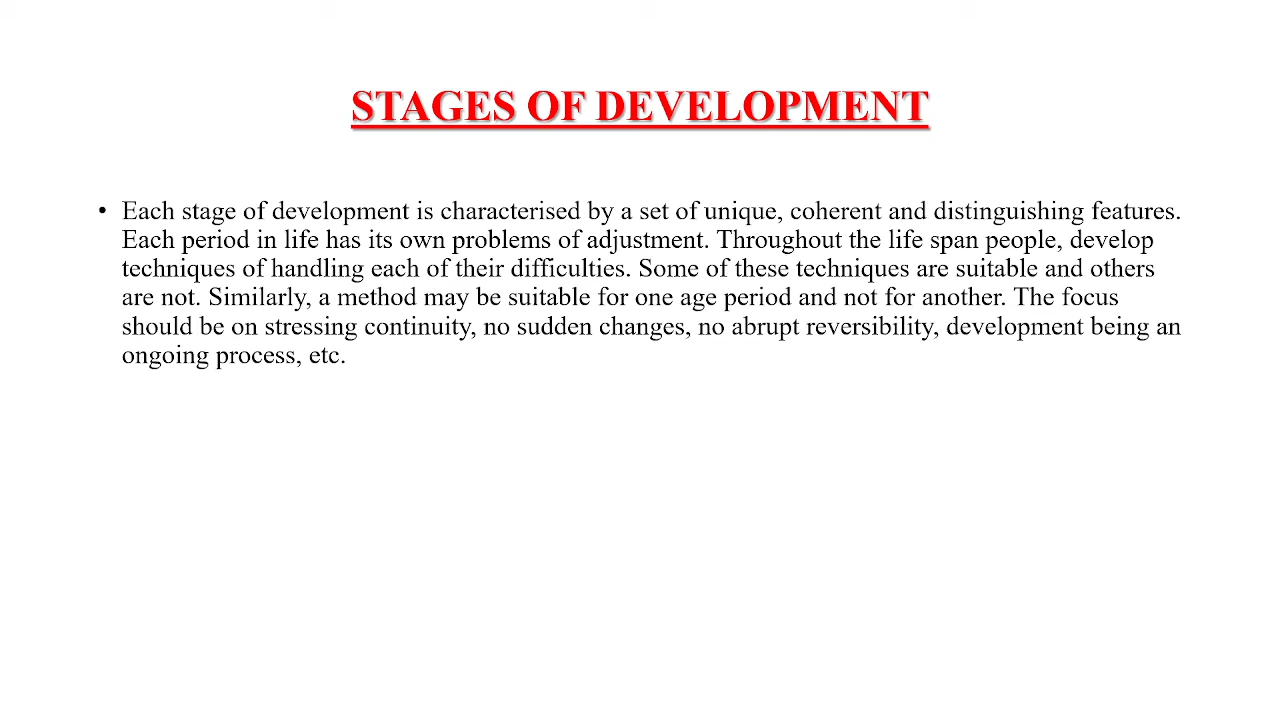 STAGES OF DEVELOPMENT
• Each stage of development is characterised by a set of unique, coherent and distinguishing features.
Each period in life has its own problems of adjustment. Throughout the life span people, develop
techniques of handling each of their difficulties. Some of these techniques are suitable and others
are not. Similarly, a method may be suitable for one age period and not for another. The focus
should be on stressing continuity, no sudden changes, no abrupt reversibility, development being an
ongoing process, etc.